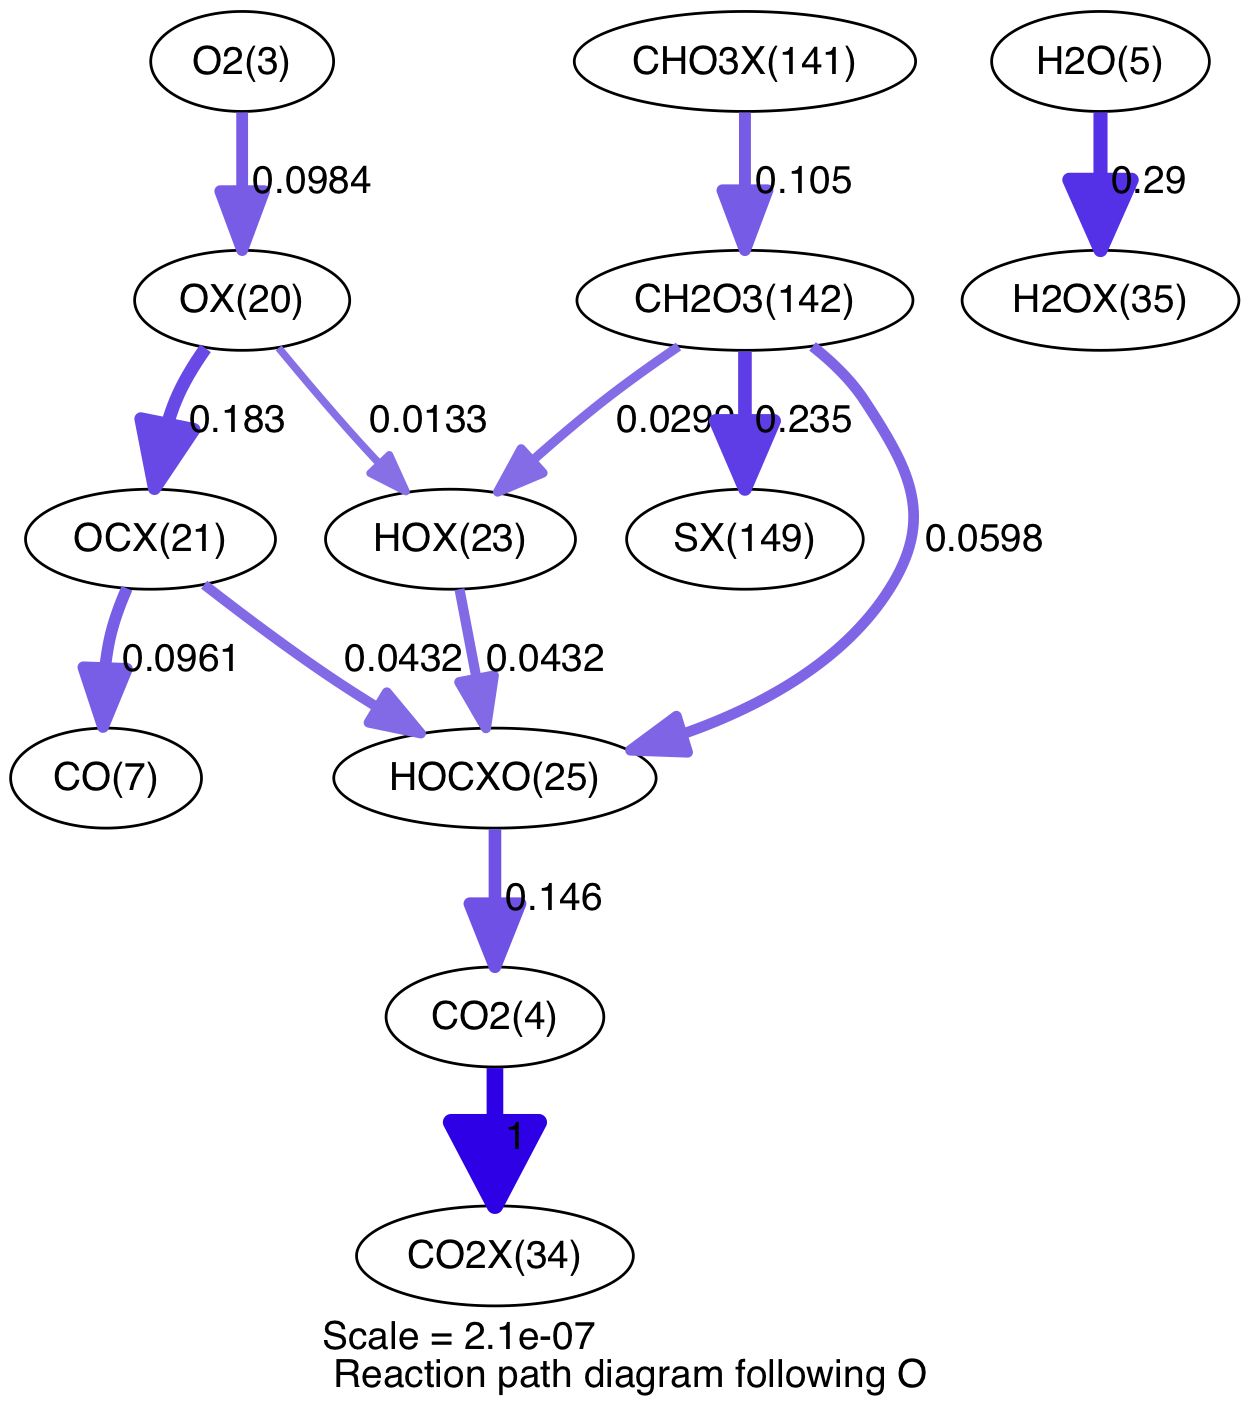 O2(3)
CHO3X(141)
H2O(5)
0.0984
0.105
0.29
OX(20)
CH2O3(142)
H2OX(35)
0.183
0.0133
0.235
OCX(21)
HOX(23)
SX(149)
0.0598
0.0961
0.0432
0.0432
CO(7)
HOCXO(25)
0.146
CO2(4)
1
CO2X(34)
Scale = 2.1e-07
Reaction path diagram following O